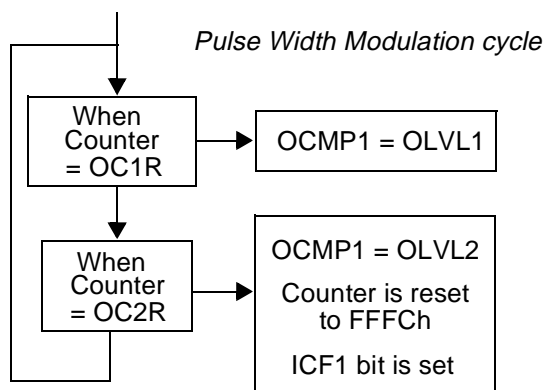 Pulse Width Modulation cycle
When
Counter
= OC1R
OCMP1 = OLVL1
When
Counter
= OC2R
OCMP1 = OLVL2
Counter is reset
to FFFCh
ICF1 bit is set